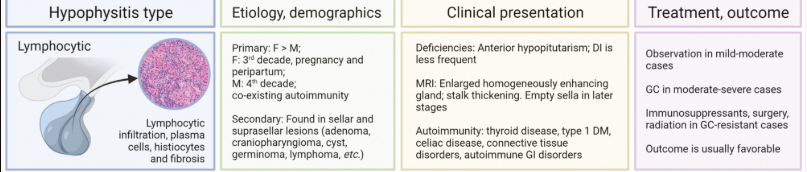 Hypophysitis type
Etiology, demographics
Clinical presentation
Treatment, outcome
Lymphocytic
Lymphocytic
infiltration, plasma
cells, histiocytes
and fibrosis
Primary: F > M;
F: 3rd decade, pregnancy and
peripartum;
M: 4th decade;
co-existing autoimmunity
Secondary: Found in sellar and
suprasellar lesions (adenoma,
craniopharyngioma, cyst,
germinoma, lymphoma, etc.)
Deficiencies: Anterior hypopitutarism; DI is
less frequent
MRI: Enlarged homogeneously enhancing
gland; stalk thickening. Empty sella in later
stages
Autoimmunity: thyroid disease, type 1 DM,
celiac disease, connective tissue
disorders, autoimmune GI disorders
Observation in mild-moderate
cases
GC in moderate-severe cases
Immunosuppressants, surgery,
radiation in GC-resistant cases
Outcome is usually favorable